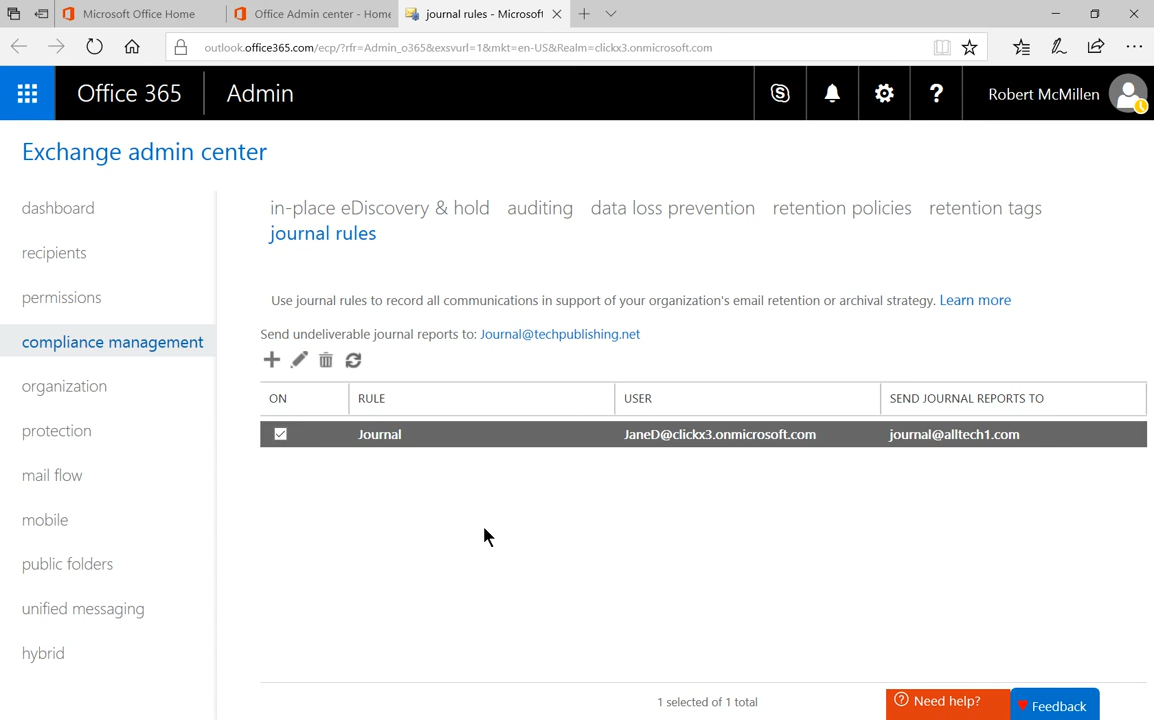 Microsoft Office Home
Office Admin center - Home
journal rules - Microsoft
outlook.office365.com/ecp/?rfr=Admin_o365&exsvurl=1&mkt=en-US&Realm=clickx3.onmicrosoft.com
Office 365
Admin
Robert McMillen
Exchange admin center
dashboard
recipients
permissions
compliance management
organization
protection
mail flow
mobile
public folders
unified messaging
hybrid
in-place eDiscovery & hold auditing data loss prevention retention policies retention tags
journal rules
Use journal rules to record all communications in support of your organization's email retention or archival strategy. Learn more
Send undeliverable journal reports to: Journal@techpublishing.net
ON RULE USER SEND JOURNAL REPORTS TO
Journal JaneD@clickx3.onmicrosoft.com journal@alltech1.com
1 selected of 1 total
Need help?
Feedback